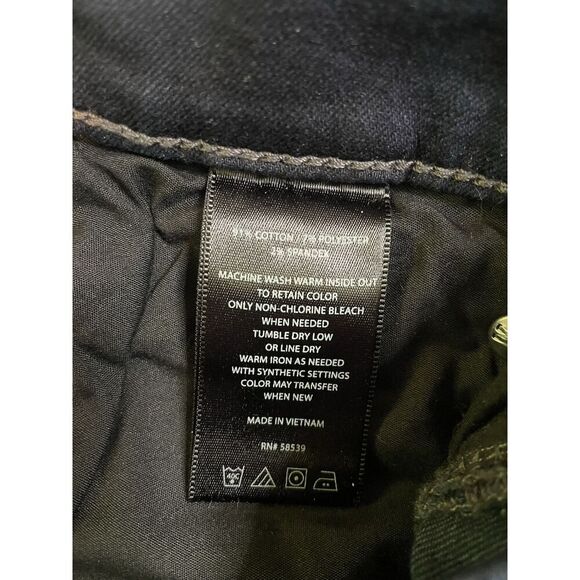 91% COTTON / 7% POLYESTER
2% SPANDEX
MACHINE WASH WARM INSIDE OUT
TO RETAIN COLOR
ONLY NON-CHLORINE BLEACH
WHEN NEEDED
TUMBLE DRY LOW
OR LINE DRY
WARM IRON AS NEEDED
WITH SYNTHETIC SETTINGS
COLOR MAY TRANSFER
WHEN NEW
MADE IN VIETNAM
RN# 58539
40C